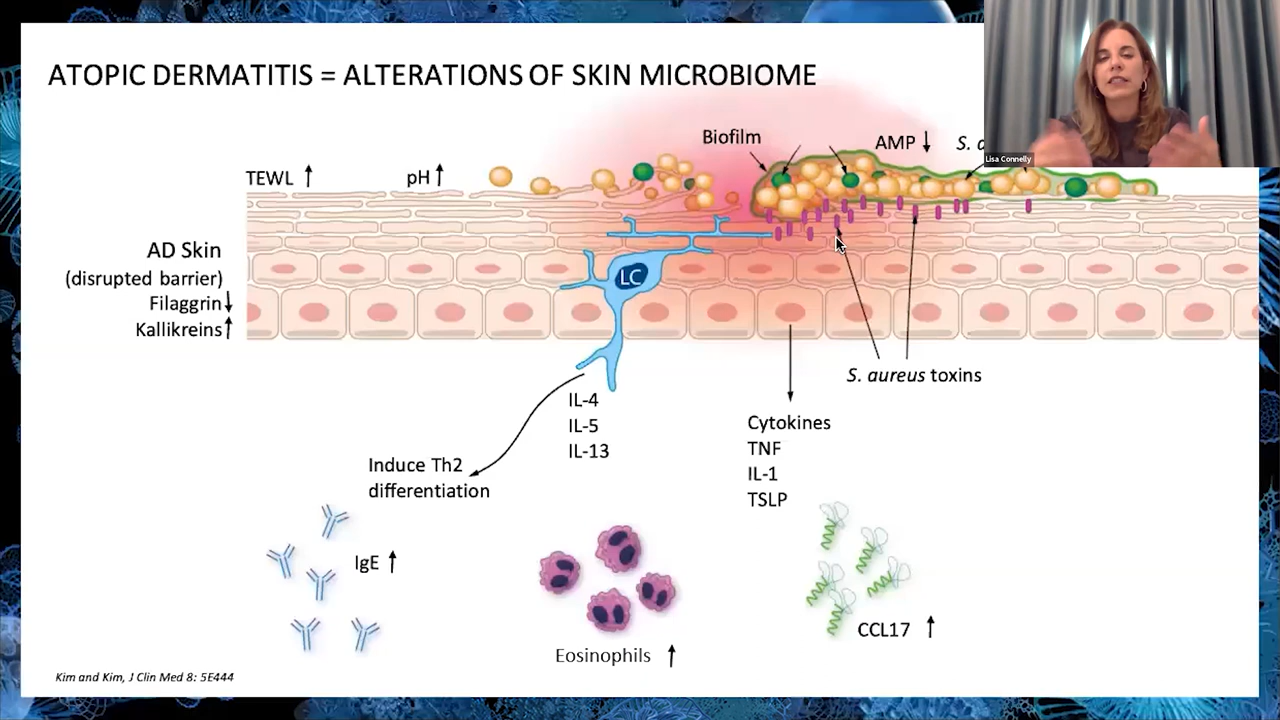 ATOPIC DERMATITIS = ALTERATIONS OF SKIN MICROBIOME
Lisa Connelly
Biofilm
AMP ↓
S.
TEWL ↑
pH ↑
AD Skin
(disrupted barrier)
Filaggrin ↓
Kallikreins ↑
LC
S. aureus toxins
IL-4
IL-5
IL-13
Cytokines
TNF
IL-1
TSLP
Induce Th2
differentiation
IgE ↑
Eosinophils ↑
CCL17 ↑
Kim and Kim, J Clin Med 8: 5E444